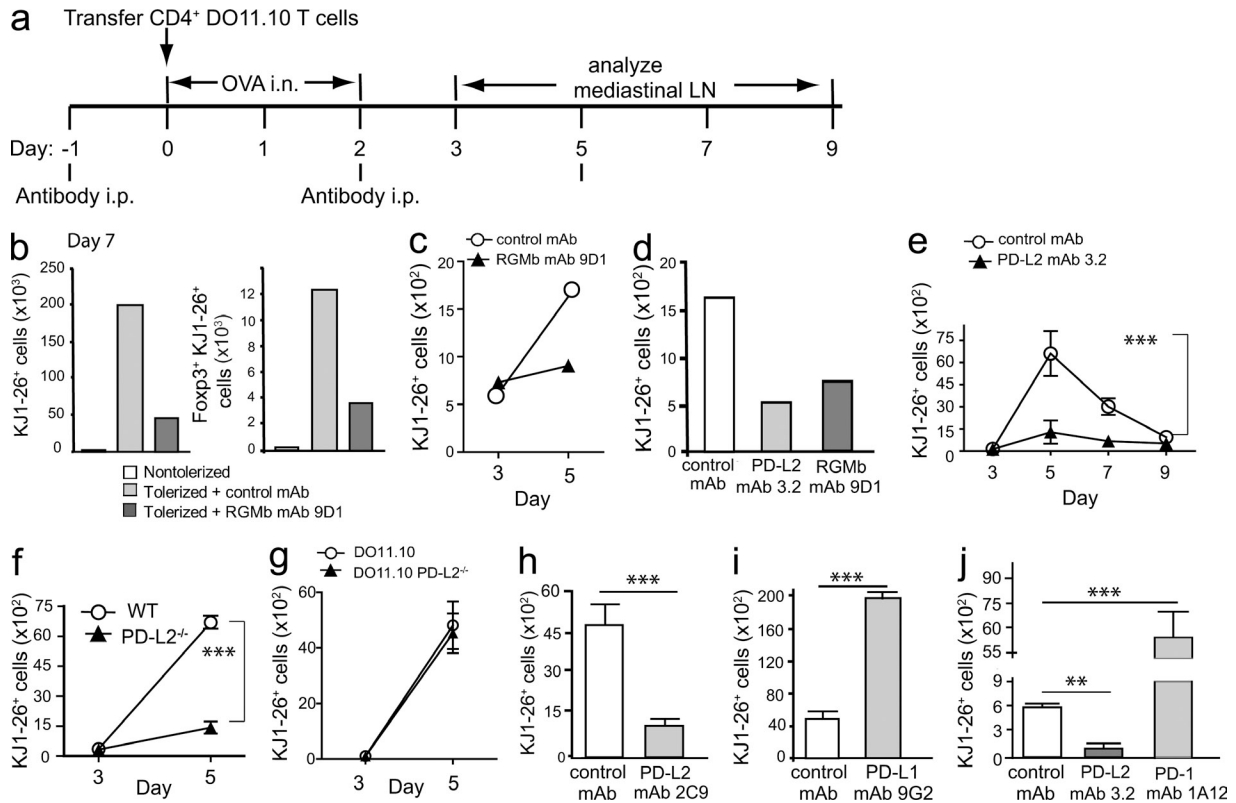 a
Transfer CD4⁺ DO11.10 T cells
OVA i.n.
analyze
mediastinal LN
Day: -1 0 1 2 3 5 7 9
Antibody i.p. Antibody i.p.
b
Day 7
KJ1-26⁺ cells (x10³)
250
200
150
100
50
0
Foxp3⁺ KJ1-26⁺
cells (x10³)
12
10
8
6
4
2
0
Nontolerized
Tolerized + control mAb
Tolerized + RGMb mAb 9D1
c
control mAb
RGMb mAb 9D1
KJ1-26⁺ cells (x10²)
20
15
10
5
0
3 5
Day
d
KJ1-26⁺ cells (x10²)
20
15
10
5
0
control
mAb
PD-L2
mAb 3.2
RGMb
mAb 9D1
e
control mAb
PD-L2 mAb 3.2
KJ1-26⁺ cells (x10²)
75
60
45
30
15
0
***
3 5 7 9
Day
f
WT
PD-L2⁻/⁻
KJ1-26⁺ cells (x10²)
75
60
45
30
15
0
***
3 5
Day
g
DO11.10
DO11.10 PD-L2⁻/⁻
KJ1-26⁺ cells (x10²)
60
40
20
0
3 Day 5
h
KJ1-26⁺ cells (x10²)
60
45
30
15
0
***
control
mAb
PD-L2
mAb 2C9
i
KJ1-26⁺ cells (x10²)
200
160
120
80
40
0
***
control
mAb
PD-L1
mAb 9G2
j
KJ1-26⁺ cells (x10²)
90
75
60
55
9
6
3
0
***
**
control
mAb
PD-L2
mAb 3.2
PD-1
mAb 1A12